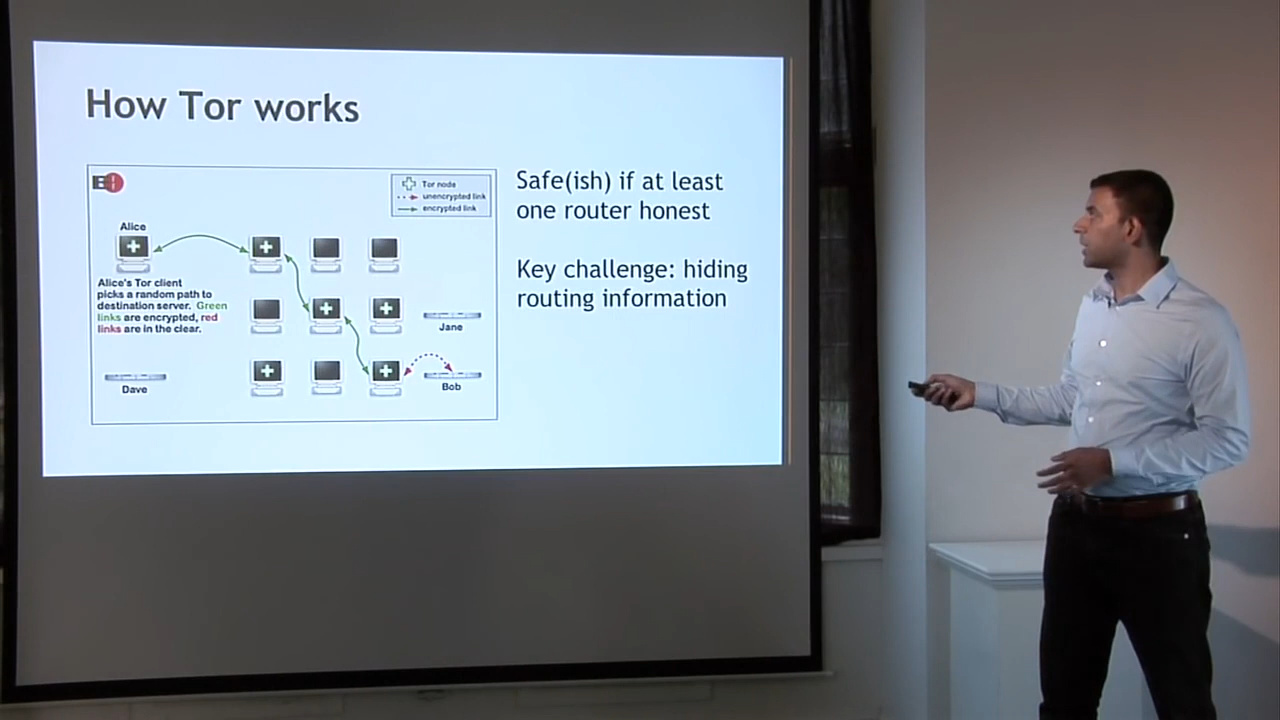 How Tor works
Tor node
unencrypted link
encrypted link
Alice
Alice's Tor client
picks a random path to
destination server. Green
links are encrypted, red
links are in the clear.
Jane
Dave
Bob
Safe(ish) if at least
one router honest
Key challenge: hiding
routing information